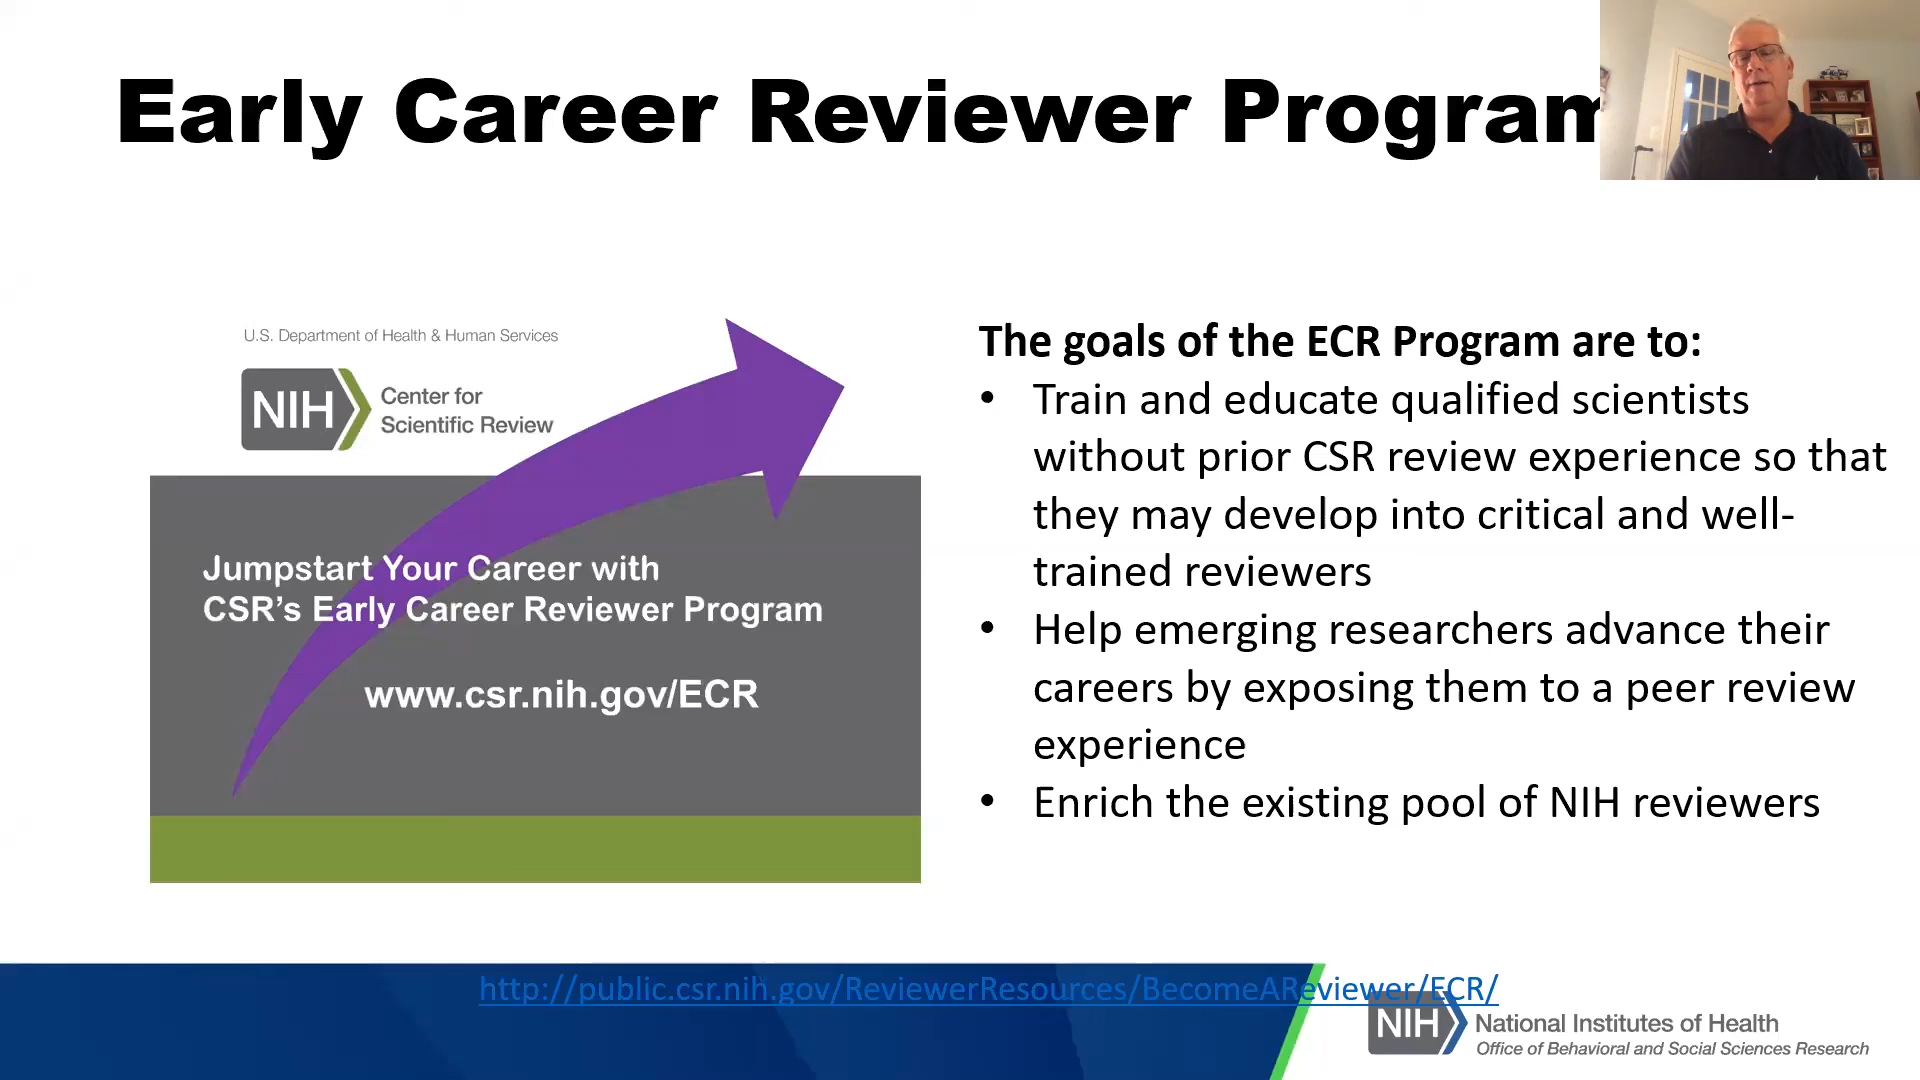 Early Career Reviewer Program
U.S. Department of Health & Human Services
NIH
Center for
Scientific Review
Jumpstart Your Career with
CSR's Early Career Reviewer Program
www.csr.nih.gov/ECR
The goals of the ECR Program are to:
• Train and educate qualified scientists
without prior CSR review experience so that
they may develop into critical and well-
trained reviewers
• Help emerging researchers advance their
careers by exposing them to a peer review
experience
• Enrich the existing pool of NIH reviewers
http://public.csr.nih.gov/ReviewerResources/BecomeAReviewer/ECR/
NIH
National Institutes of Health
Office of Behavioral and Social Sciences Research